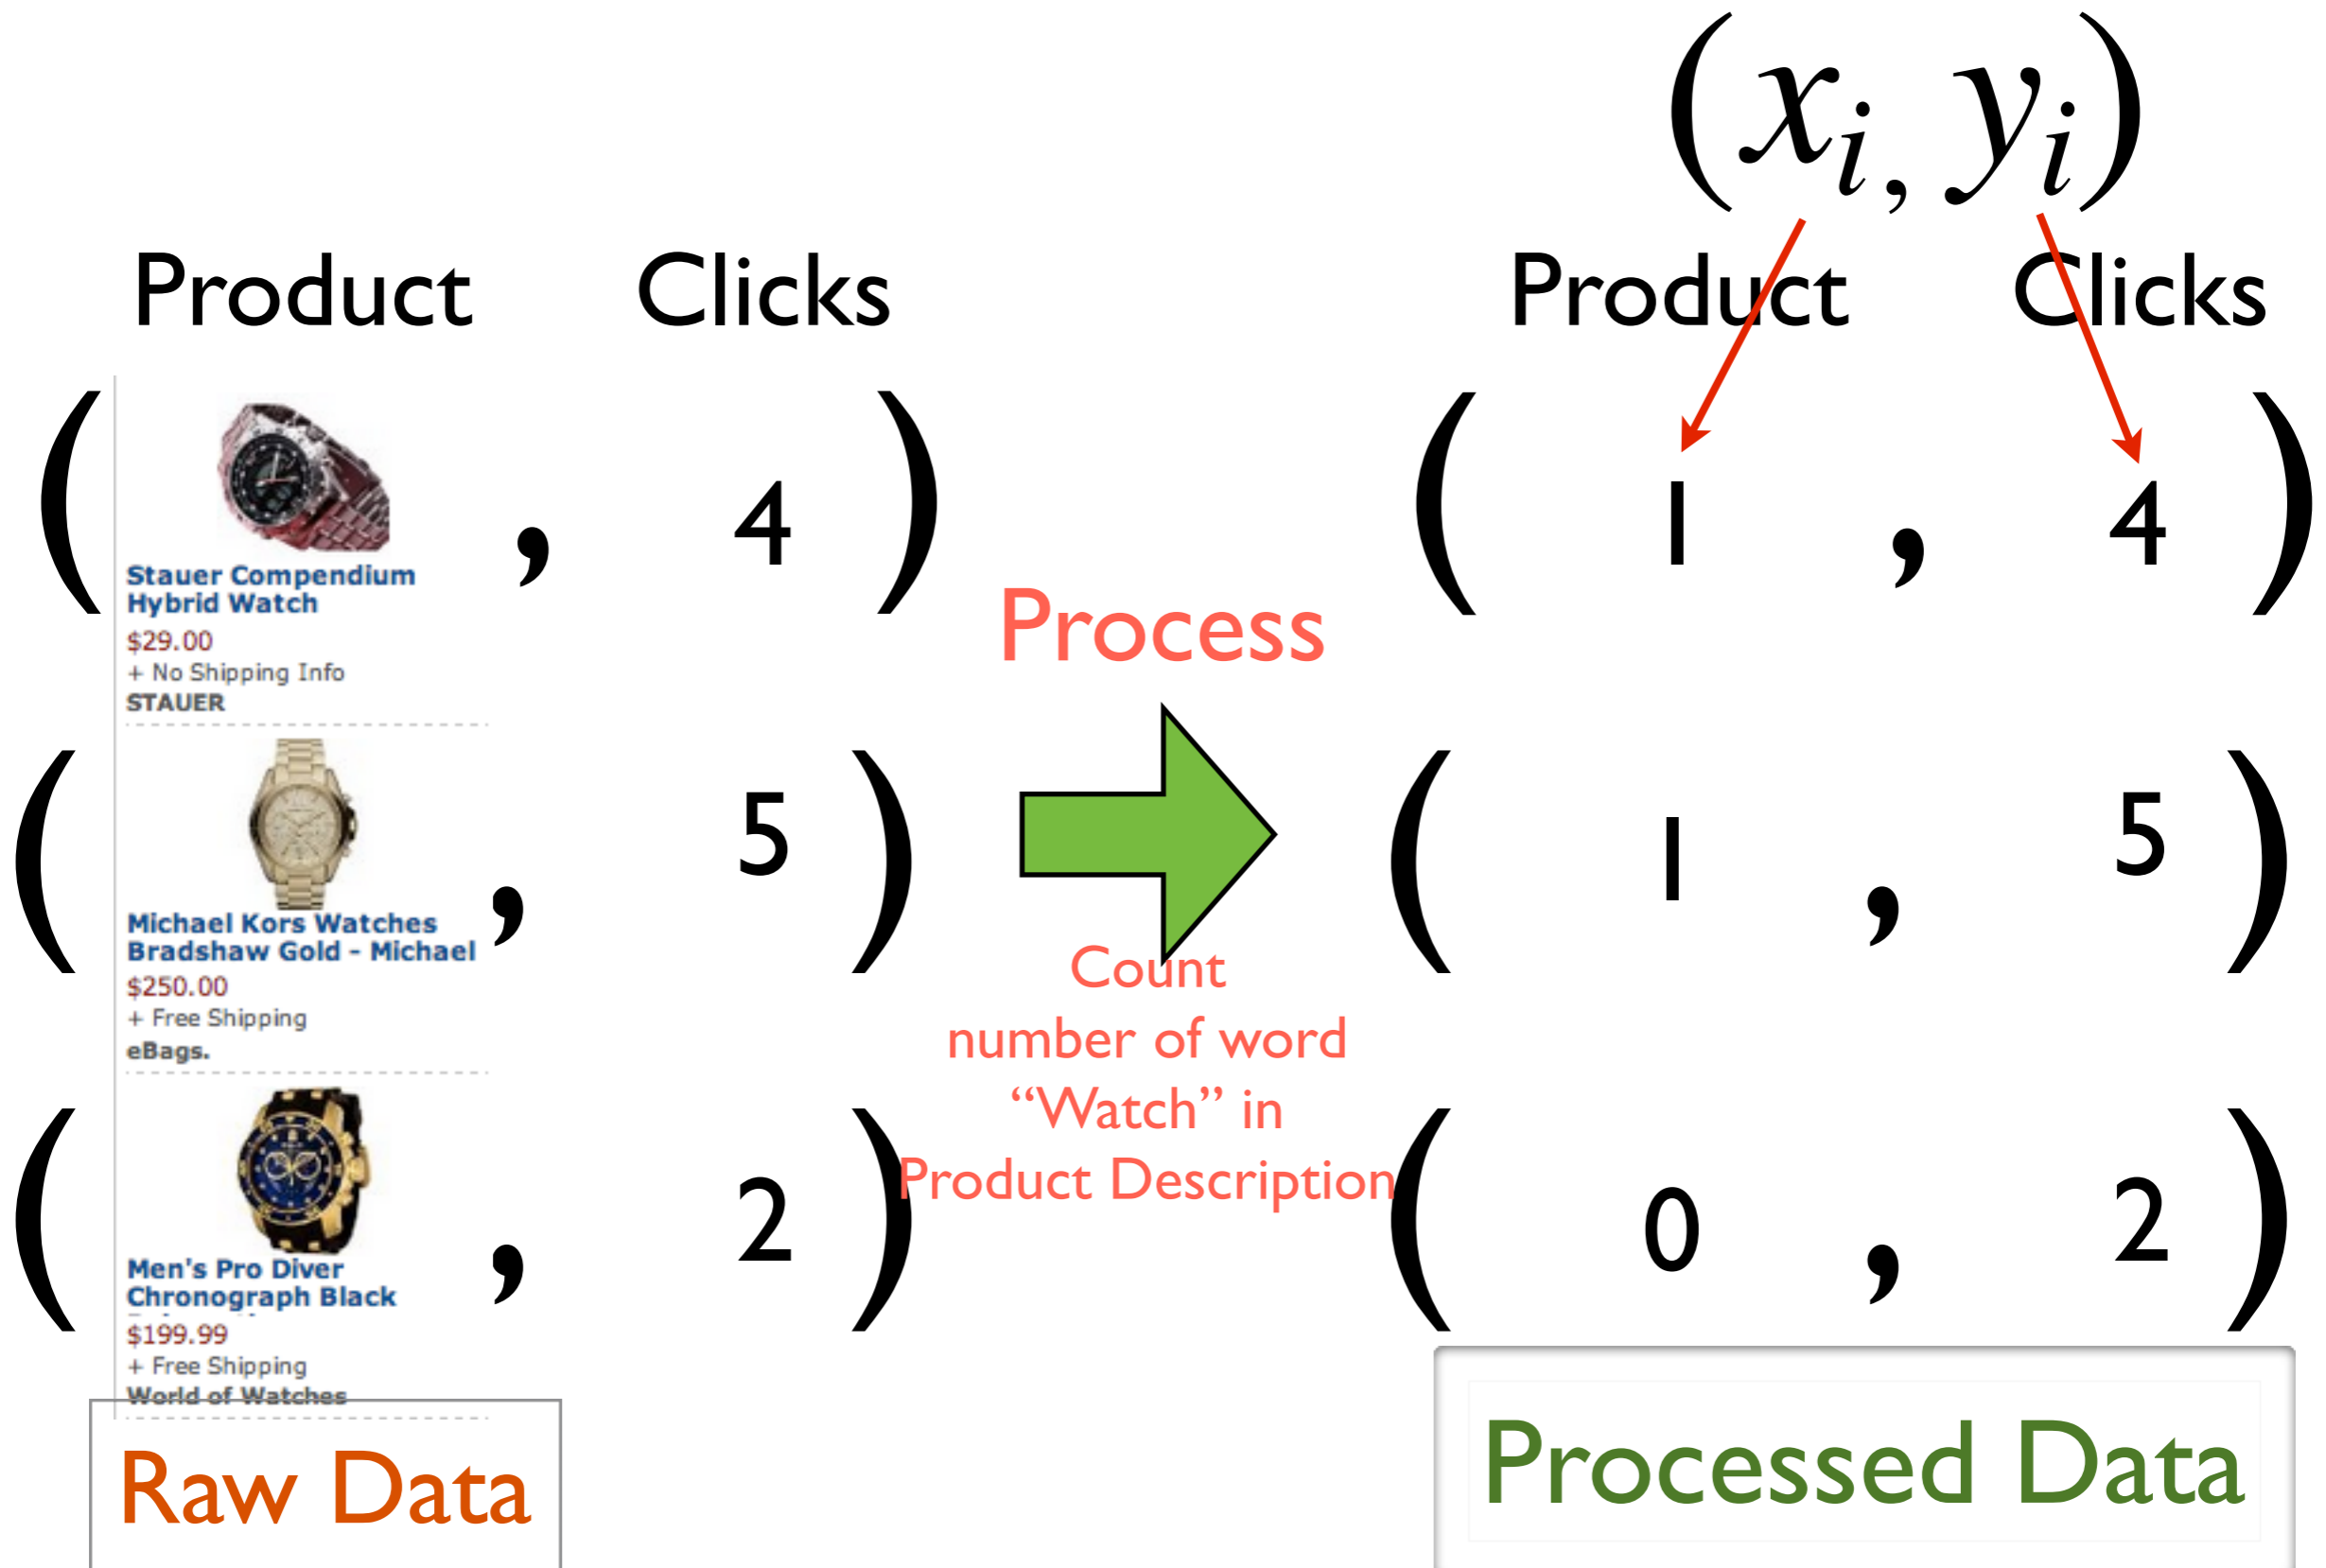 (xi, yi)
Product Clicks
Product Clicks
( , 4 )
Stauer Compendium
Hybrid Watch
$29.00
+ No Shipping Info
STAUER
( , 5 )
Michael Kors Watches
Bradshaw Gold - Michael
$250.00
+ Free Shipping
eBags.
( , 2 )
Men's Pro Diver
Chronograph Black
$199.99
+ Free Shipping
World of Watches
Raw Data
Process
Count
number of word
“Watch” in
Product Description
( 1 , 4 )
( 1 , 5 )
( 0 , 2 )
Processed Data